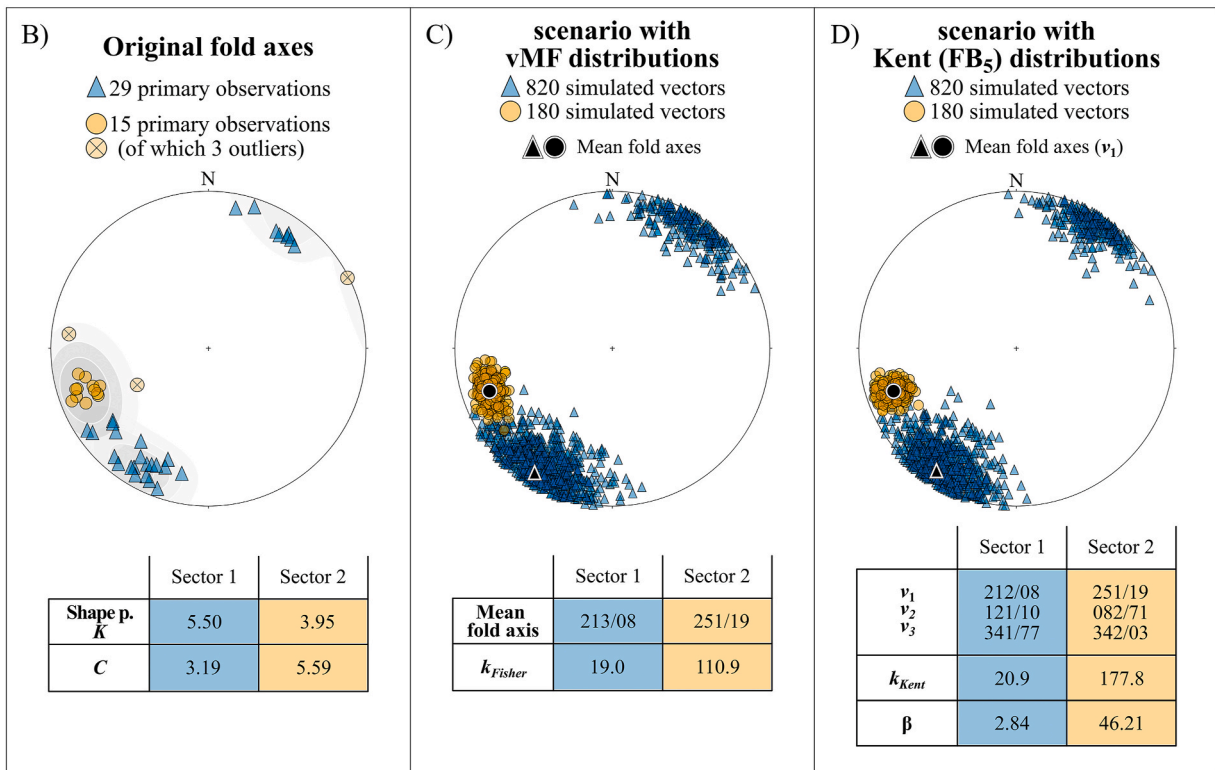 B)
Original fold axes
29 primary observations
15 primary observations
(of which 3 outliers)
N
Sector 1 Sector 2
Shape p.
K 5.50 3.95
C 3.19 5.59
C)
scenario with
vMF distributions
820 simulated vectors
180 simulated vectors
Mean fold axes
N
Sector 1 Sector 2
Mean
fold axis 213/08 251/19
k_Fisher 19.0 110.9
D)
scenario with
Kent (FB₅) distributions
820 simulated vectors
180 simulated vectors
Mean fold axes (v₁)
N
Sector 1 Sector 2
v₁ 212/08 251/19
v₂ 121/10 082/71
v₃ 341/77 342/03
k_Kent 20.9 177.8
β 2.84 46.21